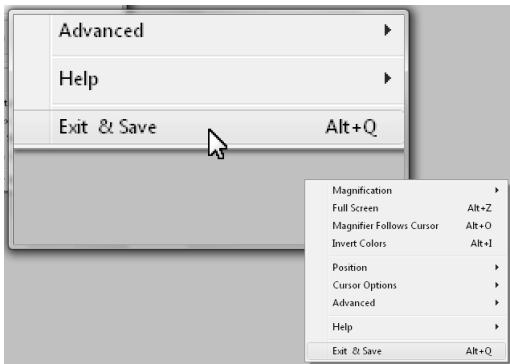 Advanced
Help
Exit & Save Alt+Q
Magnification
Full Screen Alt+Z
Magnifier Follows Cursor Alt+O
Invert Colors Alt+I
Position
Cursor Options
Advanced
Help
Exit & Save Alt+Q